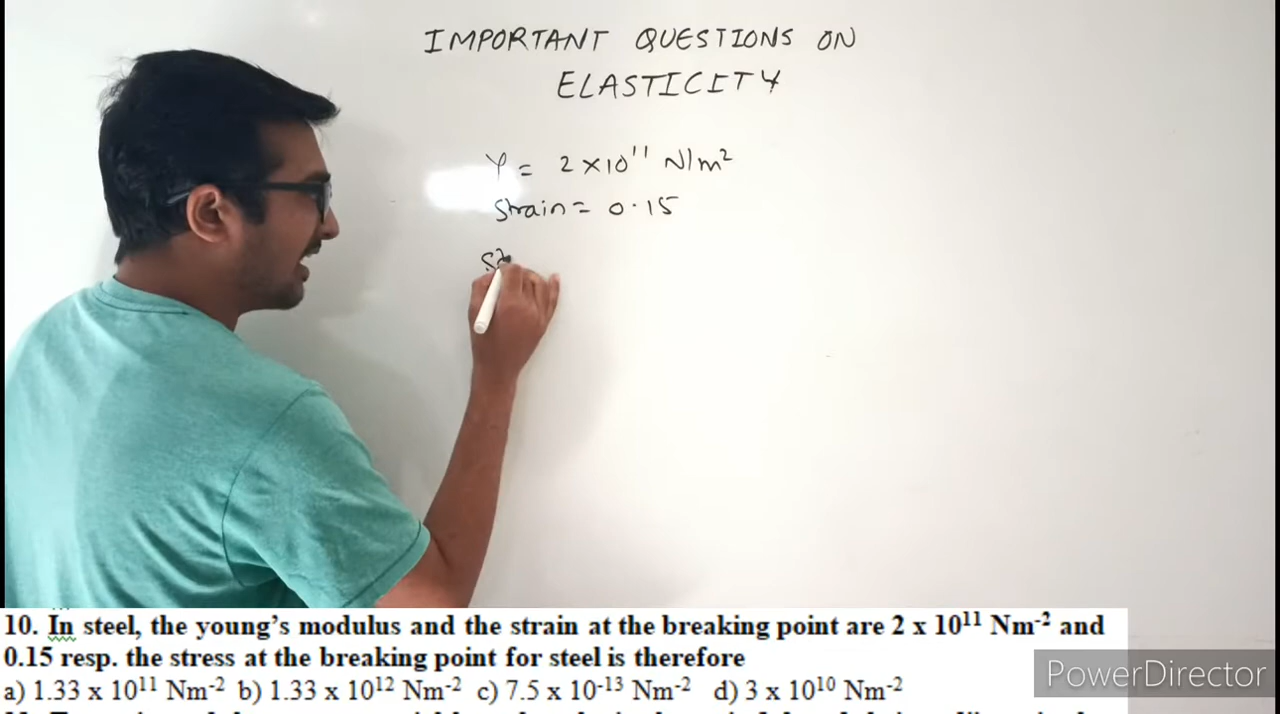 IMPORTANT QUESTIONS ON
ELASTICITY
Y = 2 × 10¹¹ N/m²
Strain = 0.15
10. In steel, the young's modulus and the strain at the breaking point are 2 x 10¹¹ Nm⁻² and
0.15 resp. the stress at the breaking point for steel is therefore
a) 1.33 x 10¹¹ Nm⁻² b) 1.33 x 10¹² Nm⁻² c) 7.5 x 10⁻¹³ Nm⁻² d) 3 x 10¹⁰ Nm⁻²
PowerDirector